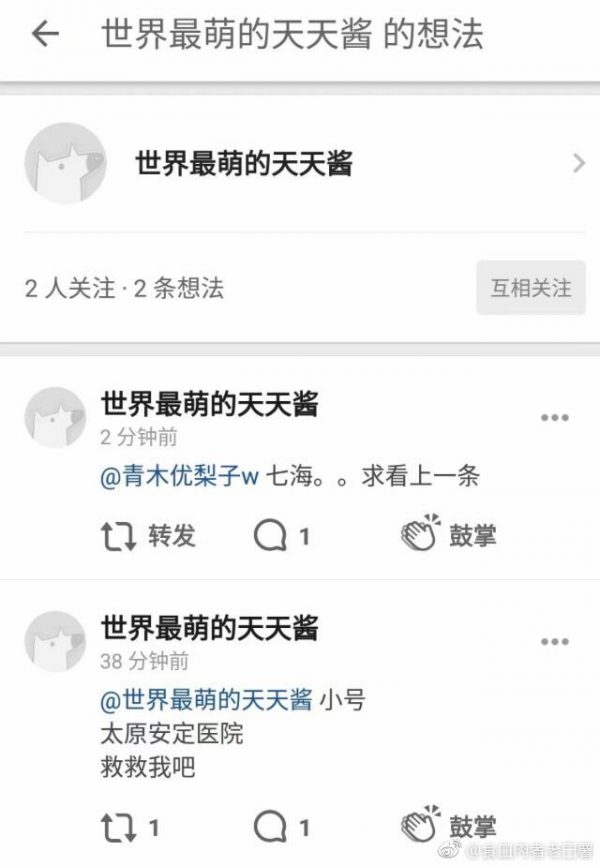 世界最萌的天天酱 的想法
世界最萌的天天酱
2 人关注 · 2 条想法
互相关注
世界最萌的天天酱
2 分钟前
@青木优梨子w 七海。。求看上一条
转发
1
鼓掌
世界最萌的天天酱
38 分钟前
@世界最萌的天天酱 小号
太原安定医院
救救我吧
1
1
鼓掌